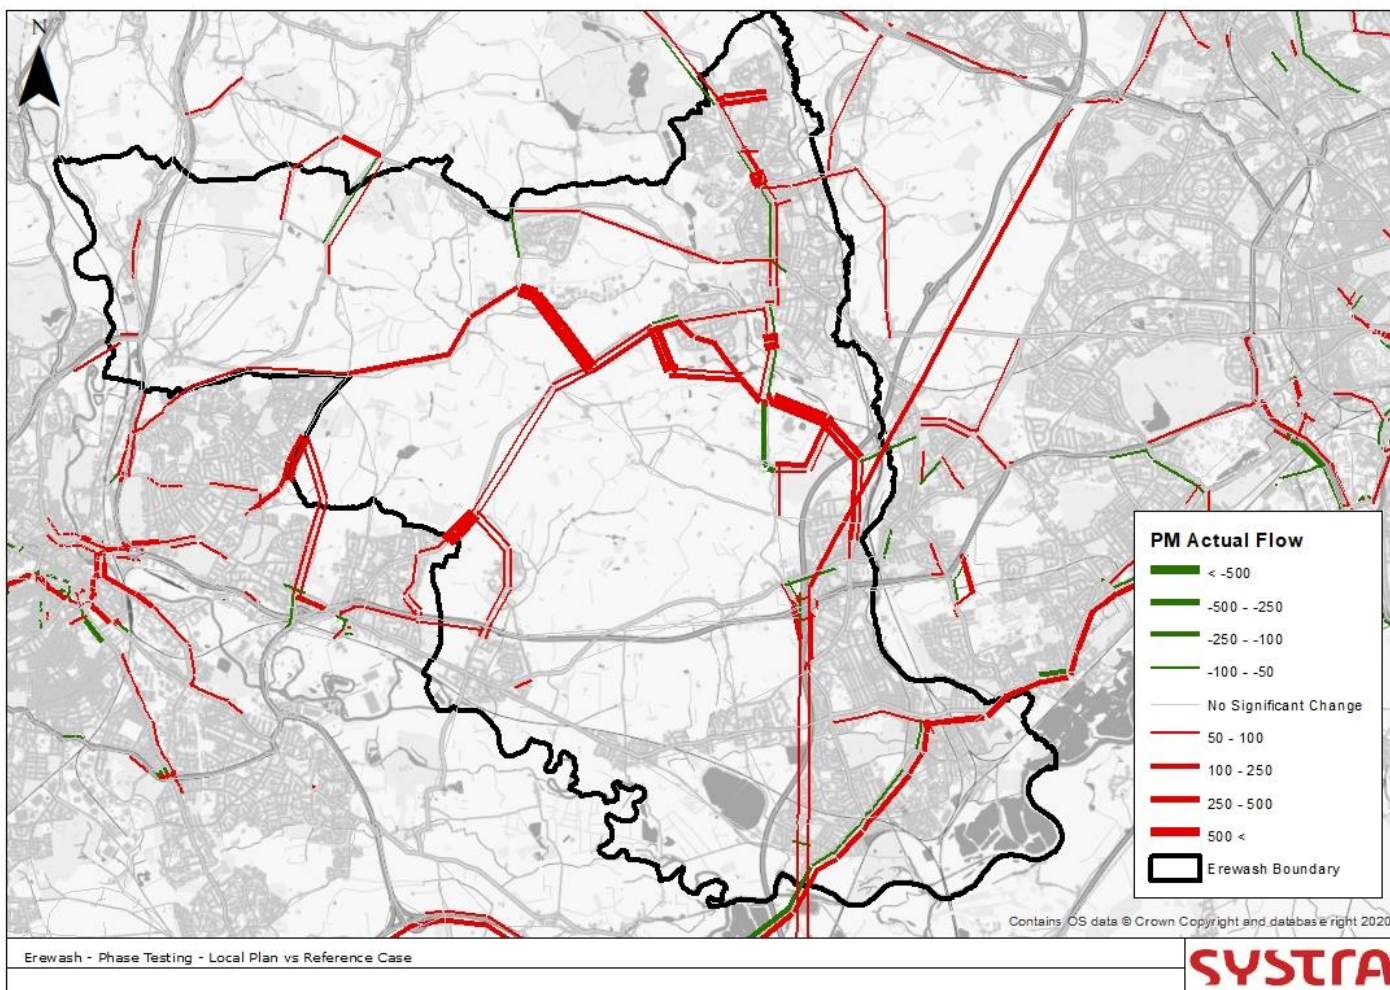 N
PM Actual Flow
< -500
-500 - -250
-250 - -100
-100 - -50
No Significant Change
50 - 100
100 - 250
250 - 500
500 <
Erewash Boundary
Contains OS data © Crown Copyright and database right 2020
Erewash - Phase Testing - Local Plan vs Reference Case
SYSTRA